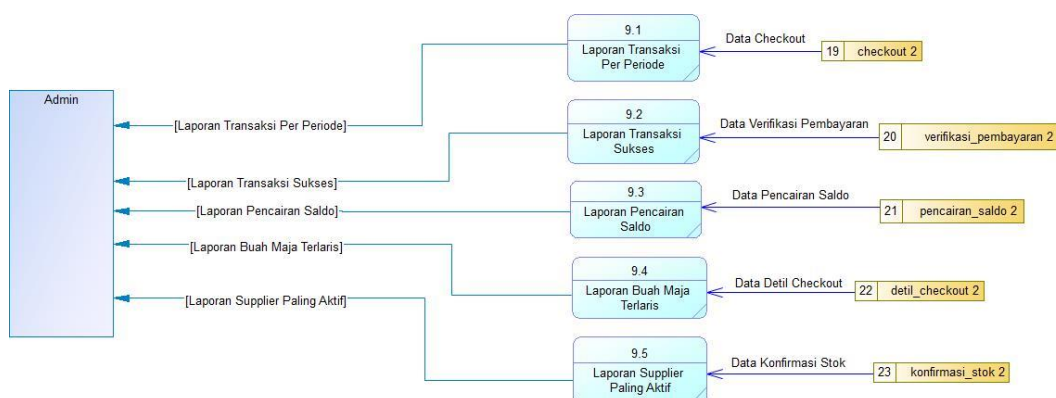 9.1
Laporan Transaksi
Per Periode
Data Checkout
19 checkout 2
Admin
[Laporan Transaksi Per Periode]
9.2
Laporan Transaksi
Sukses
Data Verifikasi Pembayaran
20 verifikasi_pembayaran 2
[Laporan Transaksi Sukses]
9.3
Laporan Pencairan
Saldo
Data Pencairan Saldo
21 pencairan_saldo 2
[Laporan Pencairan Saldo]
[Laporan Buah Maja Terlaris]
9.4
Laporan Buah Maja
Terlaris
Data Detil Checkout
22 detil_checkout 2
[Laporan Supplier Paling Aktif]
9.5
Laporan Supplier
Paling Aktif
Data Konfirmasi Stok
23 konfirmasi_stok 2